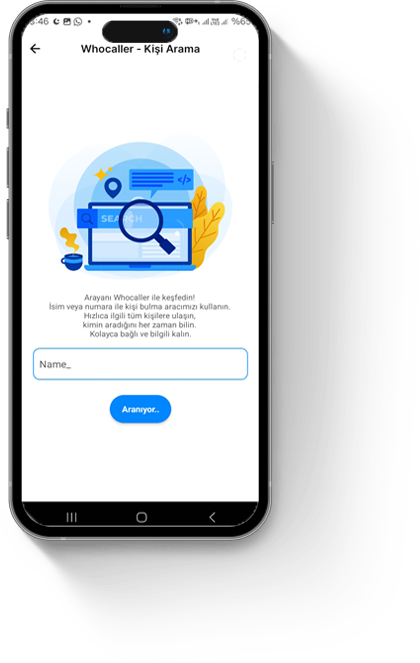 5:46
%65
Whocaller - Kişi Arama
</>
SEARCH
Arayanı Whocaller ile keşfedin!
İsim veya numara ile kişi bulma aracımızı kullanın.
Hızlıca ilgili tüm kişilere ulaşın,
kimin aradığını her zaman bilin.
Kolayca bağlı ve bilgili kalın.
Name_
Aranıyor..